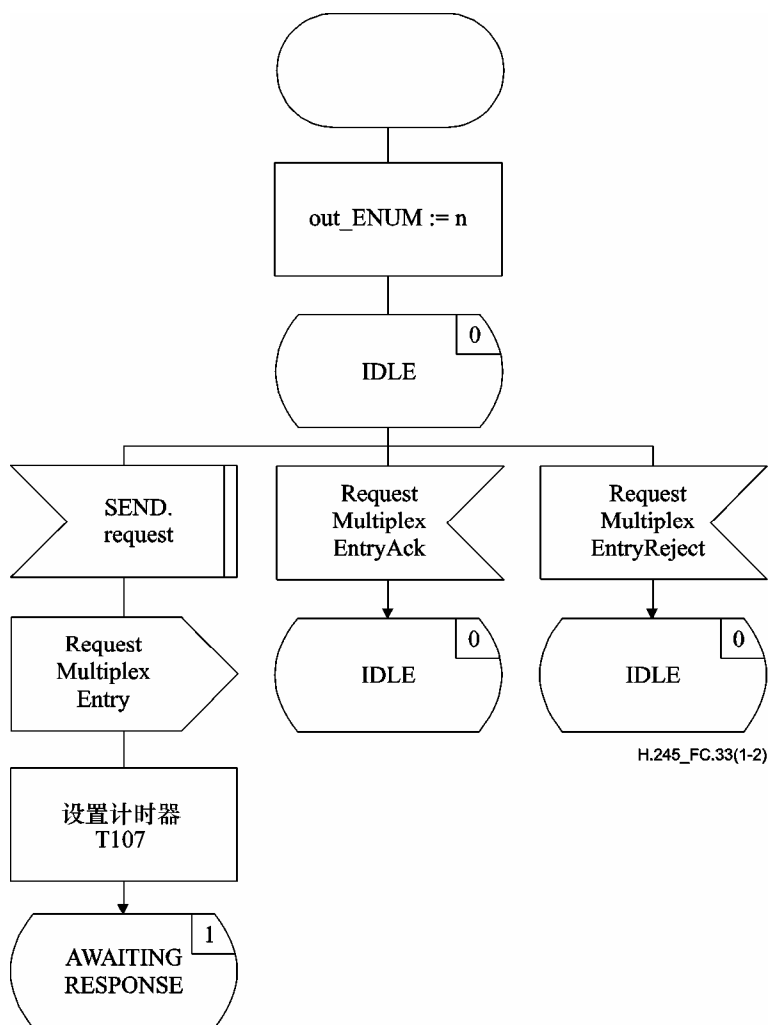 out_ENUM := n
0
IDLE
SEND.
request
Request
Multiplex
EntryAck
Request
Multiplex
EntryReject
Request
Multiplex
Entry
0
IDLE
0
IDLE
H.245_FC.33(1-2)
设置计时器
T107
1
AWAITING
RESPONSE